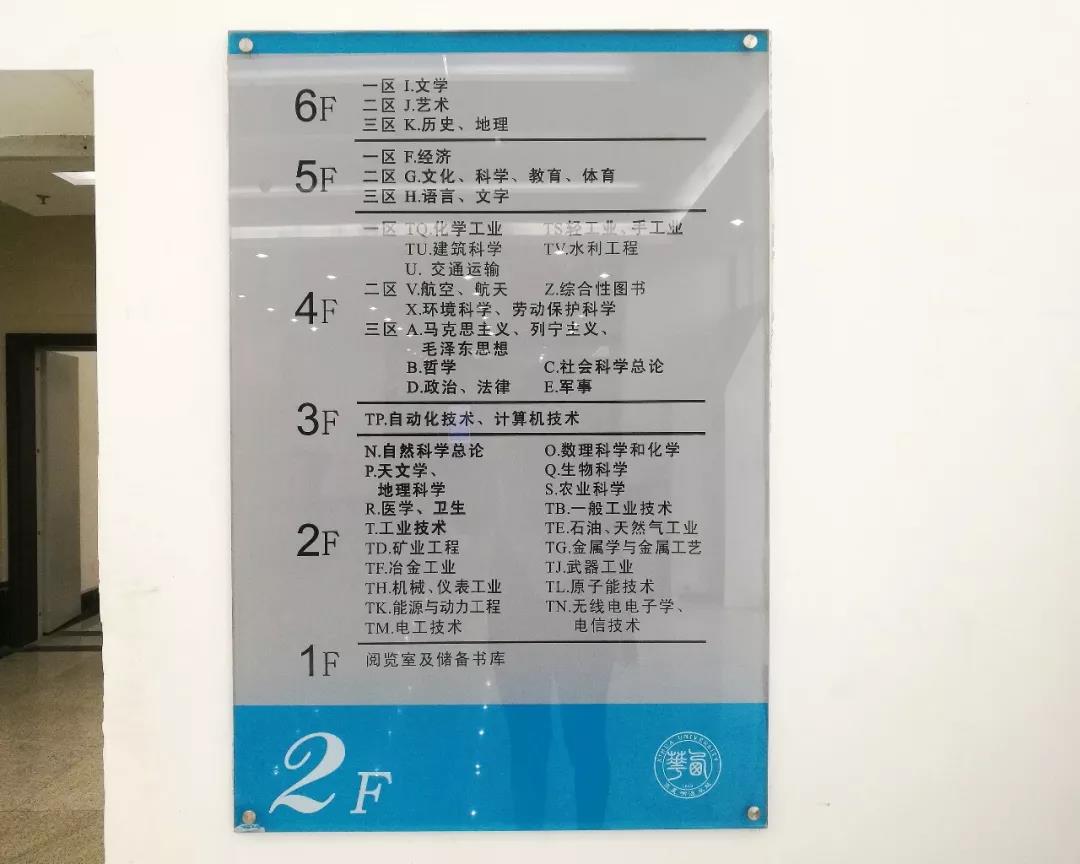 6F
一区 I.文学
二区 J.艺术
三区 K.历史、地理
5F
一区 F.经济
二区 G.文化、科学、教育、体育
三区 H.语言、文字
4F
一区 TQ.化学工业 TS轻工业、手工业
TU.建筑科学 TV.水利工程
U. 交通运输
二区 V.航空、航天 Z.综合性图书
X.环境科学、劳动保护科学
三区 A.马克思主义、列宁主义、
毛泽东思想
B.哲学 C.社会科学总论
D.政治、法律 E.军事
3F
TP.自动化技术、计算机技术
2F
N.自然科学总论 O.数理科学和化学
P.天文学、 Q.生物科学
地理科学 S.农业科学
R.医学、卫生 TB.一般工业技术
T.工业技术 TE.石油、天然气工业
TD.矿业工程 TG.金属学与金属工艺
TF.冶金工业 TJ.武器工业
TH.机械、仪表工业 TL.原子能技术
TK.能源与动力工程 TN.无线电电子学、
TM.电工技术 电信技术
1F
阅览室及储备书库
2F
XIHUA UNIVERSITY